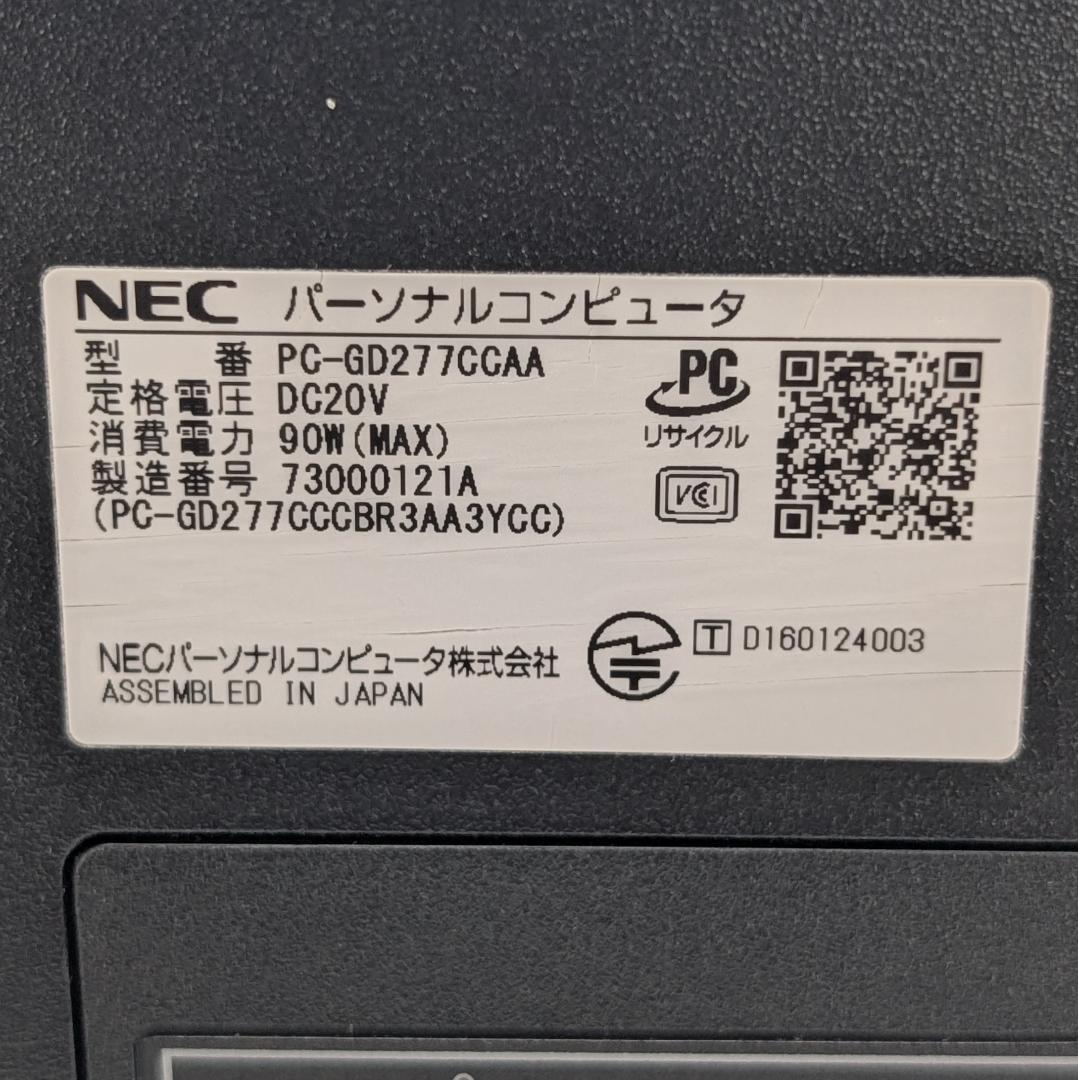 NEC パーソナルコンピュータ
型 番 PC-GD277CCAA
定格電圧 DC20V
消費電力 90W(MAX)
製造番号 73000121A
(PC-GD277CCCBR3AA3YCC)
PC
リサイクル
VCCI
NECパーソナルコンピュータ株式会社
ASSEMBLED IN JAPAN
T D160124003